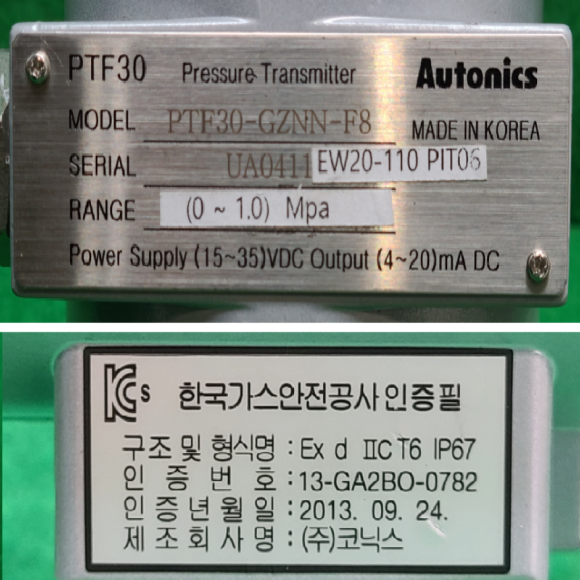 PTF30 Pressure Transmitter Autonics
MODEL PTF30-GZNN-F8 MADE IN KOREA
SERIAL UA0411 EW20-110 PIT06
RANGE (0 ~ 1.0) Mpa
Power Supply (15~35)VDC Output (4~20)mA DC
KCs 한국가스안전공사 인증필
구조 및 형식명 : Ex d IIC T6 IP67
인 증 번 호 : 13-GA2BO-0782
인 증 년 월 일 : 2013. 09. 24.
제 조 회 사 명 : (주)코닉스